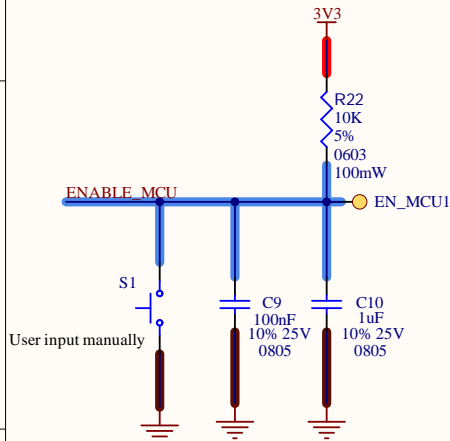 3V3
R22
10K
5%
0603
100mW
ENABLE_MCU
EN_MCU1
S1
User input manually
C9
100nF
10% 25V
0805
C10
1uF
10% 25V
0805